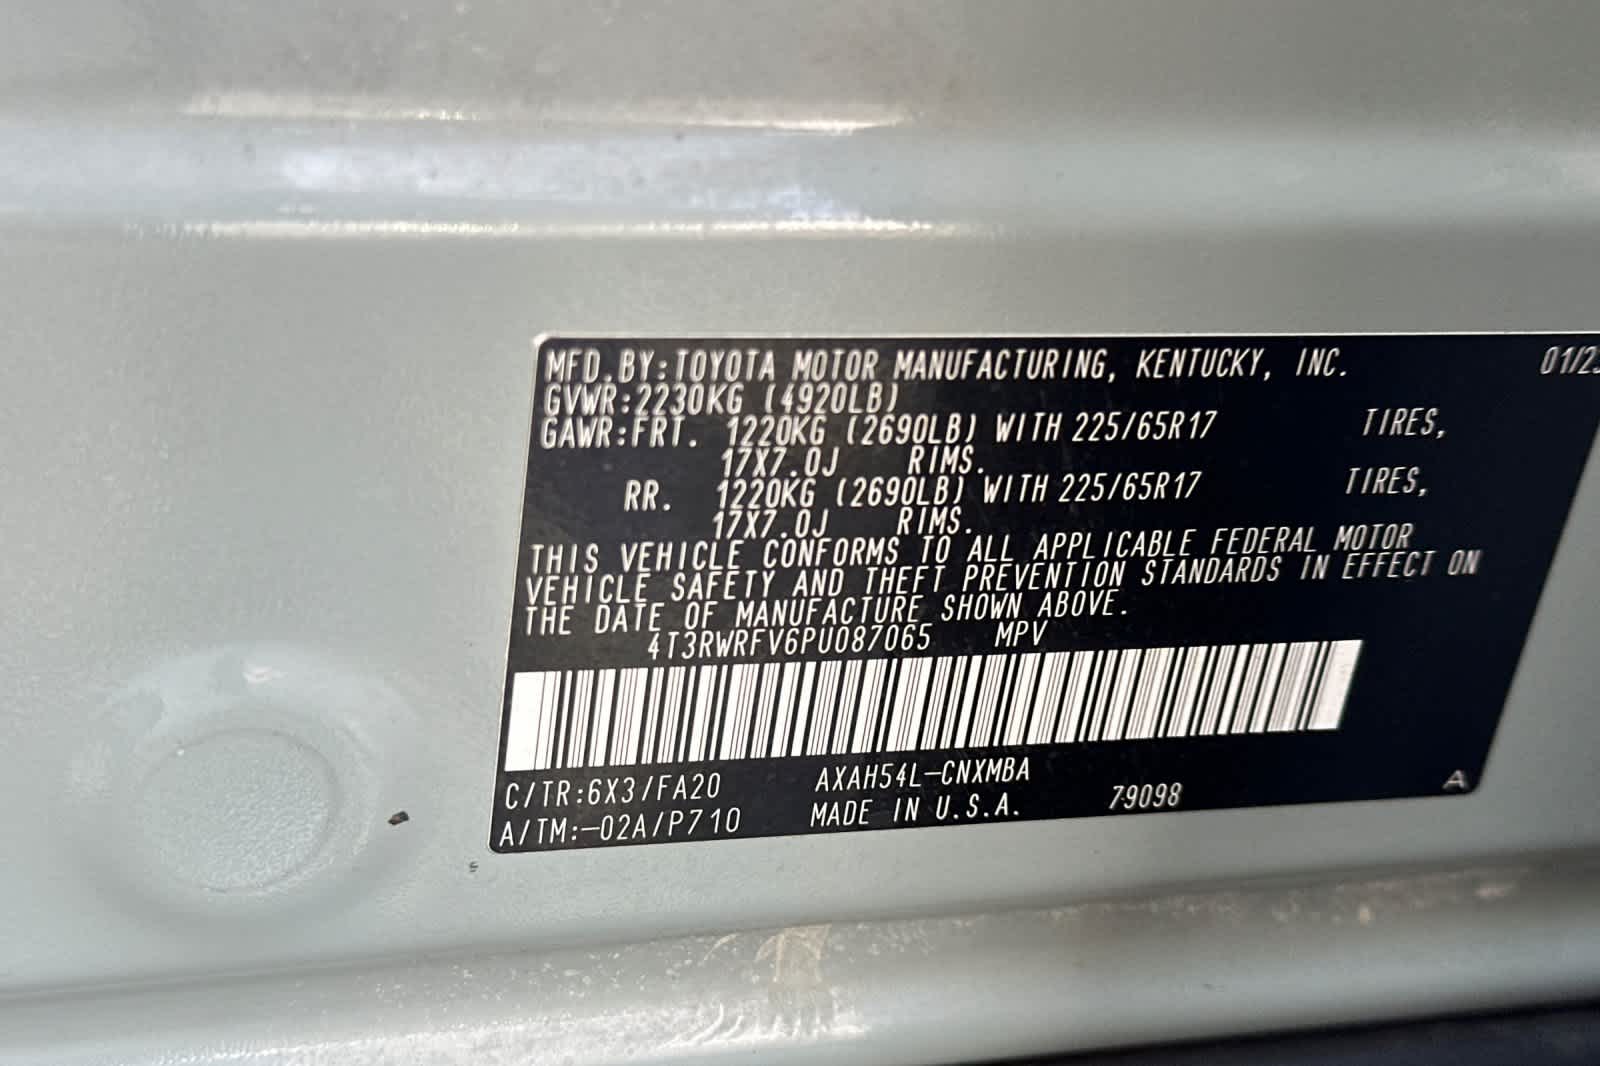 MFD.BY:TOYOTA MOTOR MANUFACTURING, KENTUCKY, INC. 01/23
GVWR:2230KG (4920LB)
GAWR:FRT. 1220KG (2690LB) WITH 225/65R17 TIRES,
17X7.0J RIMS.
RR. 1220KG (2690LB) WITH 225/65R17 TIRES,
17X7.0J RIMS.
THIS VEHICLE CONFORMS TO ALL APPLICABLE FEDERAL MOTOR
VEHICLE SAFETY AND THEFT PREVENTION STANDARDS IN EFFECT ON
THE DATE OF MANUFACTURE SHOWN ABOVE.
4T3RWRFV6PU087065 MPV
C/TR:6X3/FA20 AXAH54L-CNXMBA
A/TM:-02A/P710 MADE IN U.S.A. 79098 A